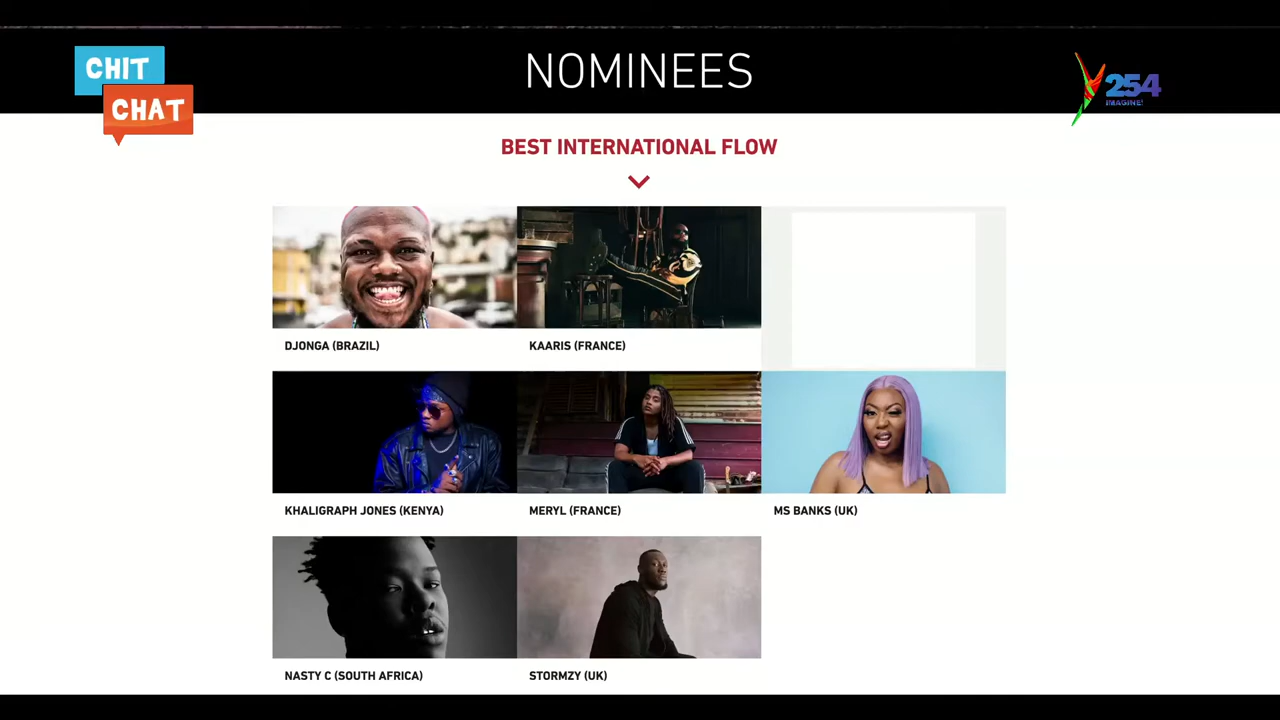 CHIT
CHAT
NOMINEES
254
IMAGINE!
BEST INTERNATIONAL FLOW
DJONGA (BRAZIL)
KAARIS (FRANCE)
KHALIGRAPH JONES (KENYA)
MERYL (FRANCE)
MS BANKS (UK)
NASTY C (SOUTH AFRICA)
STORMZY (UK)